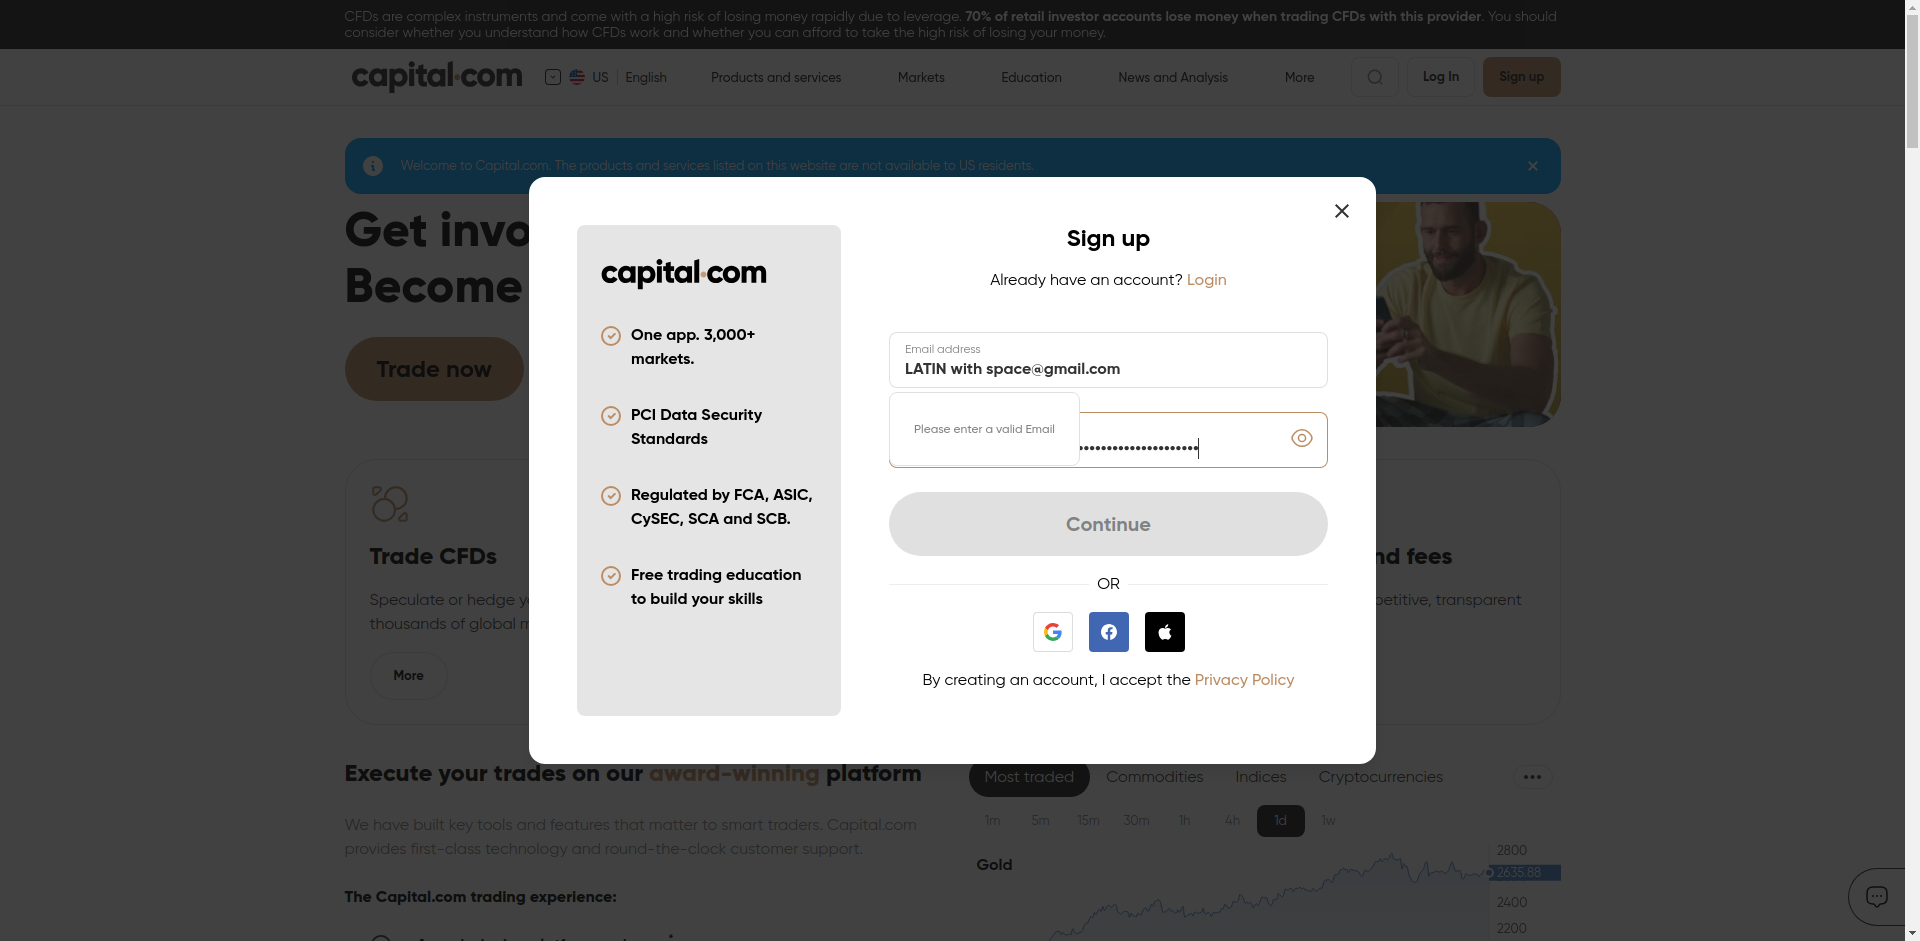 CFDs are complex instruments and come with a high risk of losing money rapidly due to leverage. 70% of retail investor accounts lose money when trading CFDs with this provider. You should
consider whether you understand how CFDs work and whether you can afford to take the high risk of losing your money.
capital.com
US
English
Products and services
Markets
Education
News and Analysis
More
Log In
Sign up
Welcome to Capital.com. The products and services listed on this website are not available to US residents.
Get invo
Become
Trade now
Trade CFDs
Speculate or hedge y
thousands of global m
More
nd fees
petitive, transparent
capital.com
One app. 3,000+
markets.
PCI Data Security
Standards
Regulated by FCA, ASIC,
CySEC, SCA and SCB.
Free trading education
to build your skills
Sign up
Already have an account? Login
Email address
LATIN with space@gmail.com
Please enter a valid Email
Continue
OR
By creating an account, I accept the Privacy Policy
Execute your trades on our award-winning platform
We have built key tools and features that matter to smart traders. Capital.com
provides first-class technology and round-the-clock customer support.
The Capital.com trading experience:
Most traded
Commodities
Indices
Cryptocurrencies
1m
5m
15m
30m
1h
4h
1d
1w
Gold
2800
2635.88
2400
2200